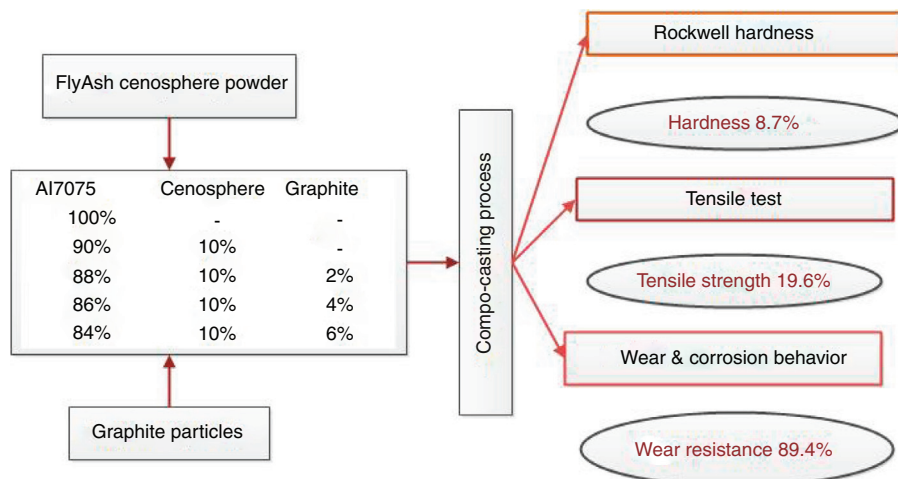 FlyAsh cenosphere powder
Al7075 Cenosphere Graphite
100% - -
90% 10% -
88% 10% 2%
86% 10% 4%
84% 10% 6%
Graphite particles
Compo-casting process
Rockwell hardness
Hardness 8.7%
Tensile test
Tensile strength 19.6%
Wear & corrosion behavior
Wear resistance 89.4%